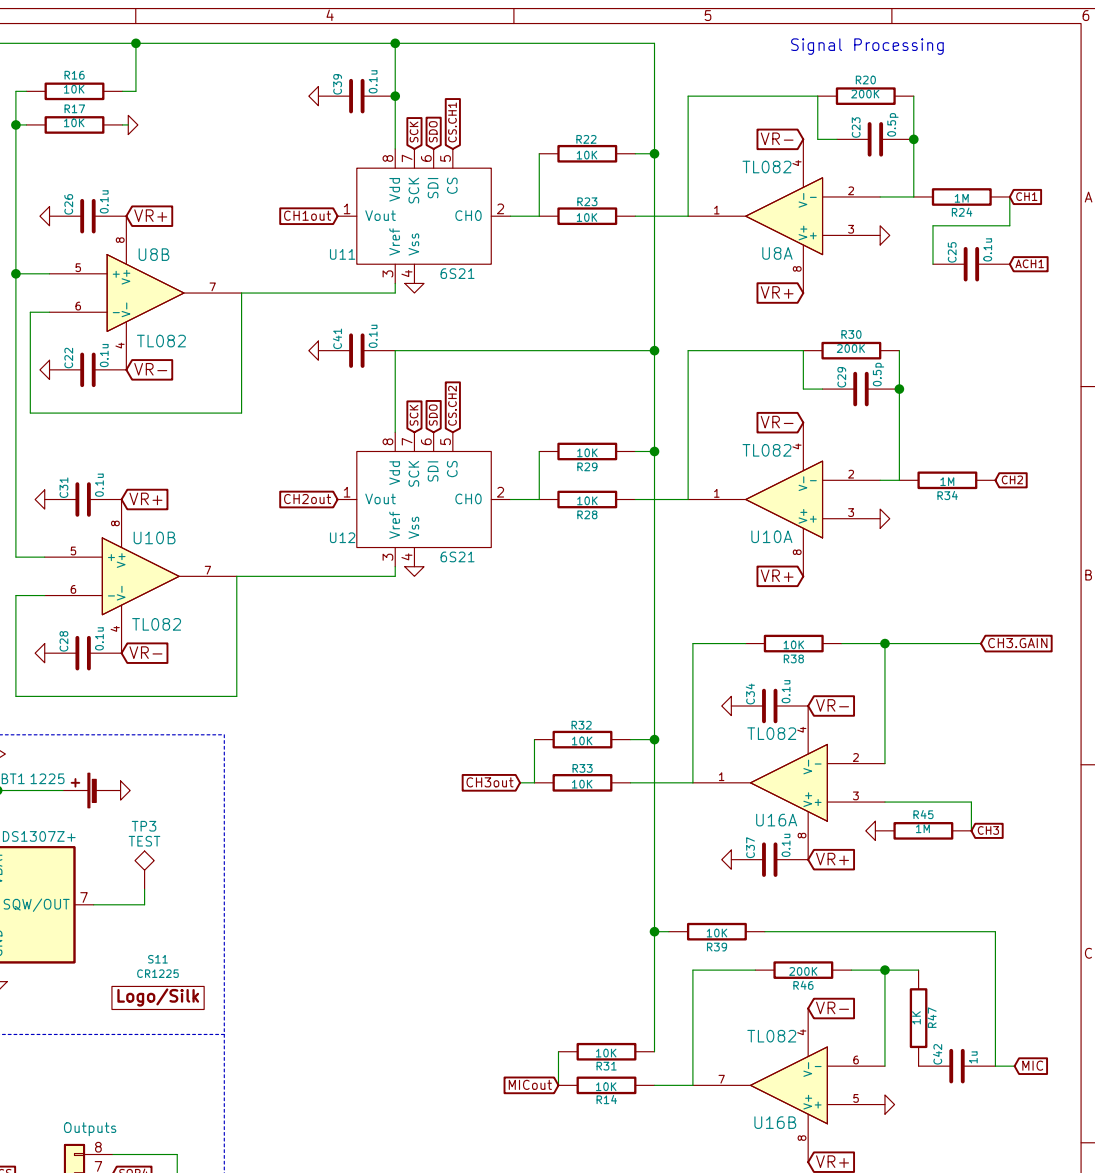 4
5
6
Signal Processing
R16
10K
R17
10K
C39
0.1u
SCK
SDO
CS.CH1
8
7
6
5
Vdd
SCK
SDI
CS
CH1out
1
Vout
CH0
2
Vref
Vss
U11
3
4
6S21
R22
10K
R23
10K
R20
200K
C23
0.5p
VR-
TL082
4
V-
2
1
1M
R24
CH1
A
V+
3
U8A
8
VR+
C25
0.1u
ACH1
C26
0.1u
VR+
8
U8B
5
V+
7
6
V-
TL082
4
C22
0.1u
VR-
C41
0.1u
SCK
SDO
CS.CH2
8
7
6
5
Vdd
SCK
SDI
CS
CH2out
1
Vout
CH0
2
Vref
Vss
U12
3
4
6S21
10K
R29
10K
R28
R30
200K
C29
0.5p
VR-
TL082
4
V-
2
1
1M
R34
CH2
V+
3
U10A
8
VR+
C31
0.1u
VR+
8
U10B
5
V+
7
6
V-
TL082
4
C28
0.1u
VR-
B
10K
R38
CH3.GAIN
C34
0.1u
VR-
TL082
4
V-
2
R32
10K
CH3out
R33
10K
1
V+
3
U16A
8
R45
1M
CH3
C37
0.1u
VR+
BT1 1225
+
DS1307Z+
TP3
TEST
7
SQW/OUT
S11
CR1225
Logo/Silk
10K
R39
C
200K
R46
VR-
1K
R47
TL082
4
V-
6
C42
1u
MIC
10K
R31
MICout
10K
R14
7
V+
5
U16B
8
VR+
Outputs
8
7